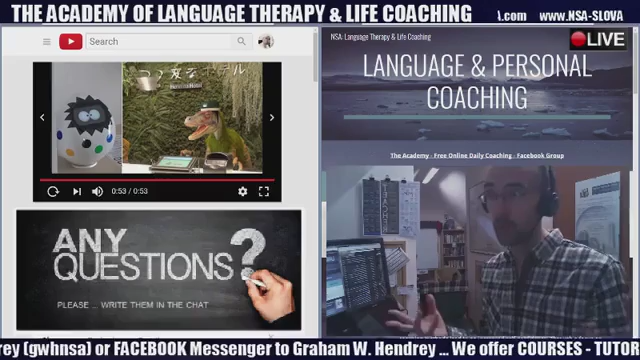 THE ACADEMY OF LANGUAGE THERAPY & LIFE COACHING
.com www.NSA-SLOVA
Search
0:53 / 0:53
ANY QUESTIONS?
PLEASE ... WRITE THEM IN THE CHAT
NSA: Language Therapy & Life Coaching
LIVE
LANGUAGE & PERSONAL
COACHING
The Academy - Free Online Daily Coaching - Facebook Group
TEACHER
rey (gwhnsa) or FACEBOOK Messenger to Graham W. Hendrey ... We offer COURSES - TUTOR